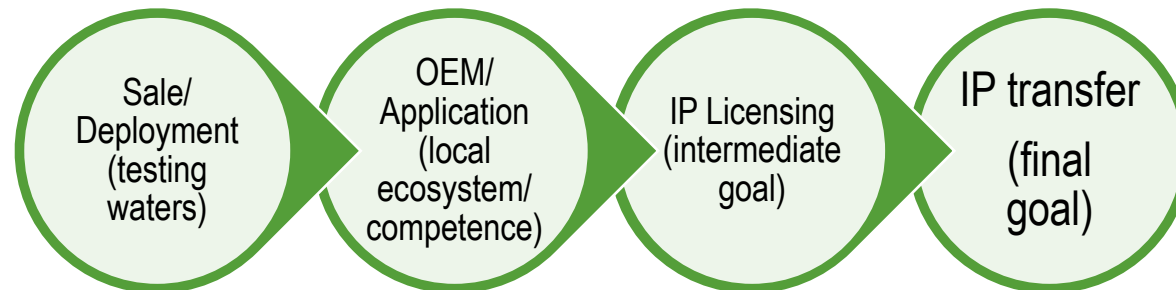 Sale/
Deployment
(testing
waters)
OEM/
Application
(local
ecosystem/
competence)
IP Licensing
(intermediate
goal)
IP transfer
(final
goal)